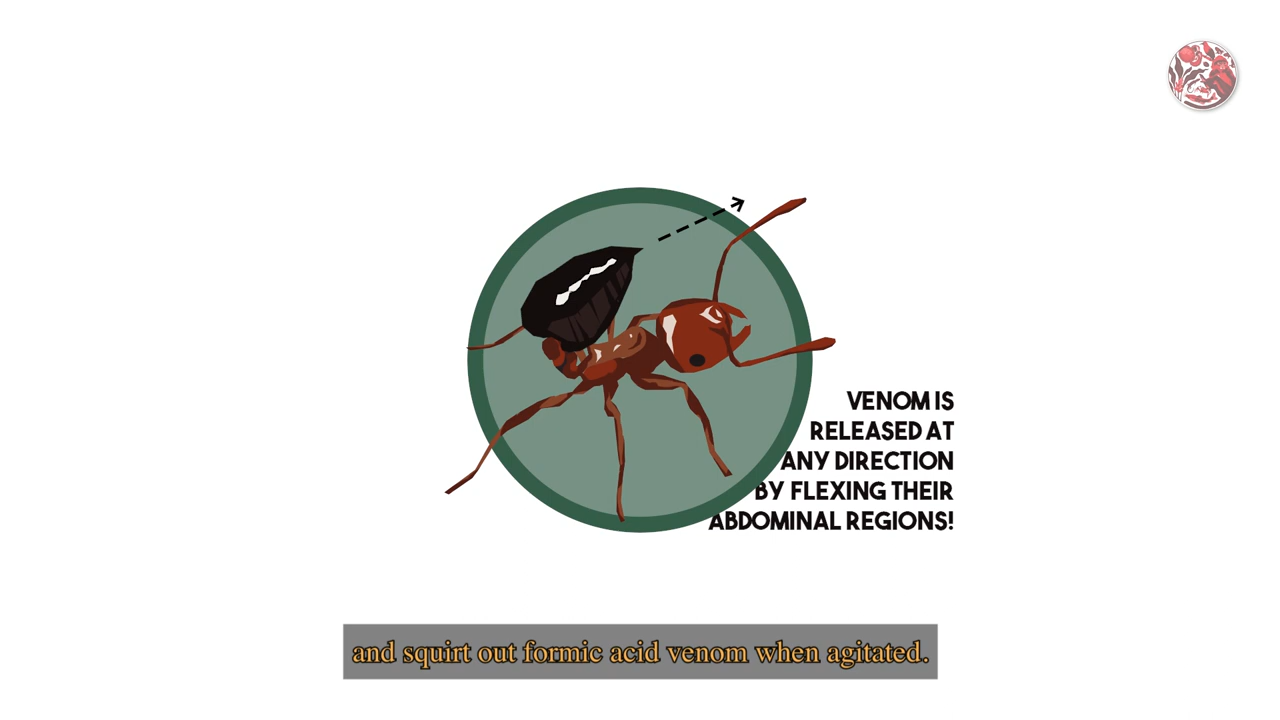 VENOM IS
RELEASED AT
ANY DIRECTION
BY FLEXING THEIR
ABDOMINAL REGIONS!
and squirt out formic acid venom when agitated.